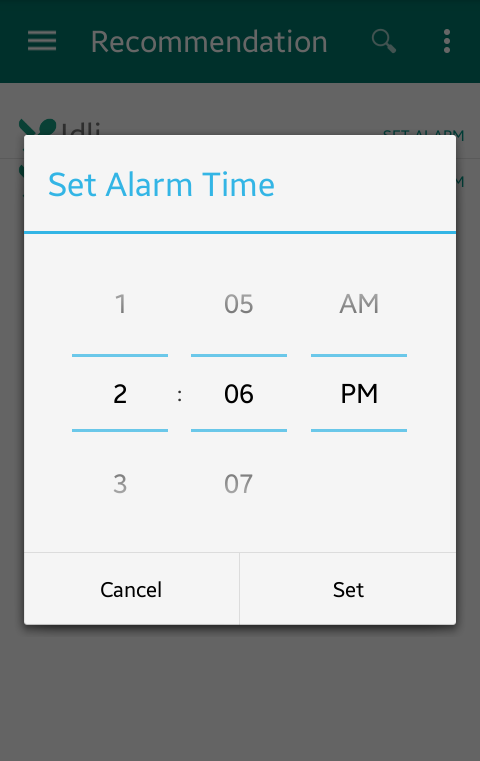 Recommendation
Idli
SET ALARM
Set Alarm Time
1 05 AM
2 : 06 PM
3 07
Cancel Set